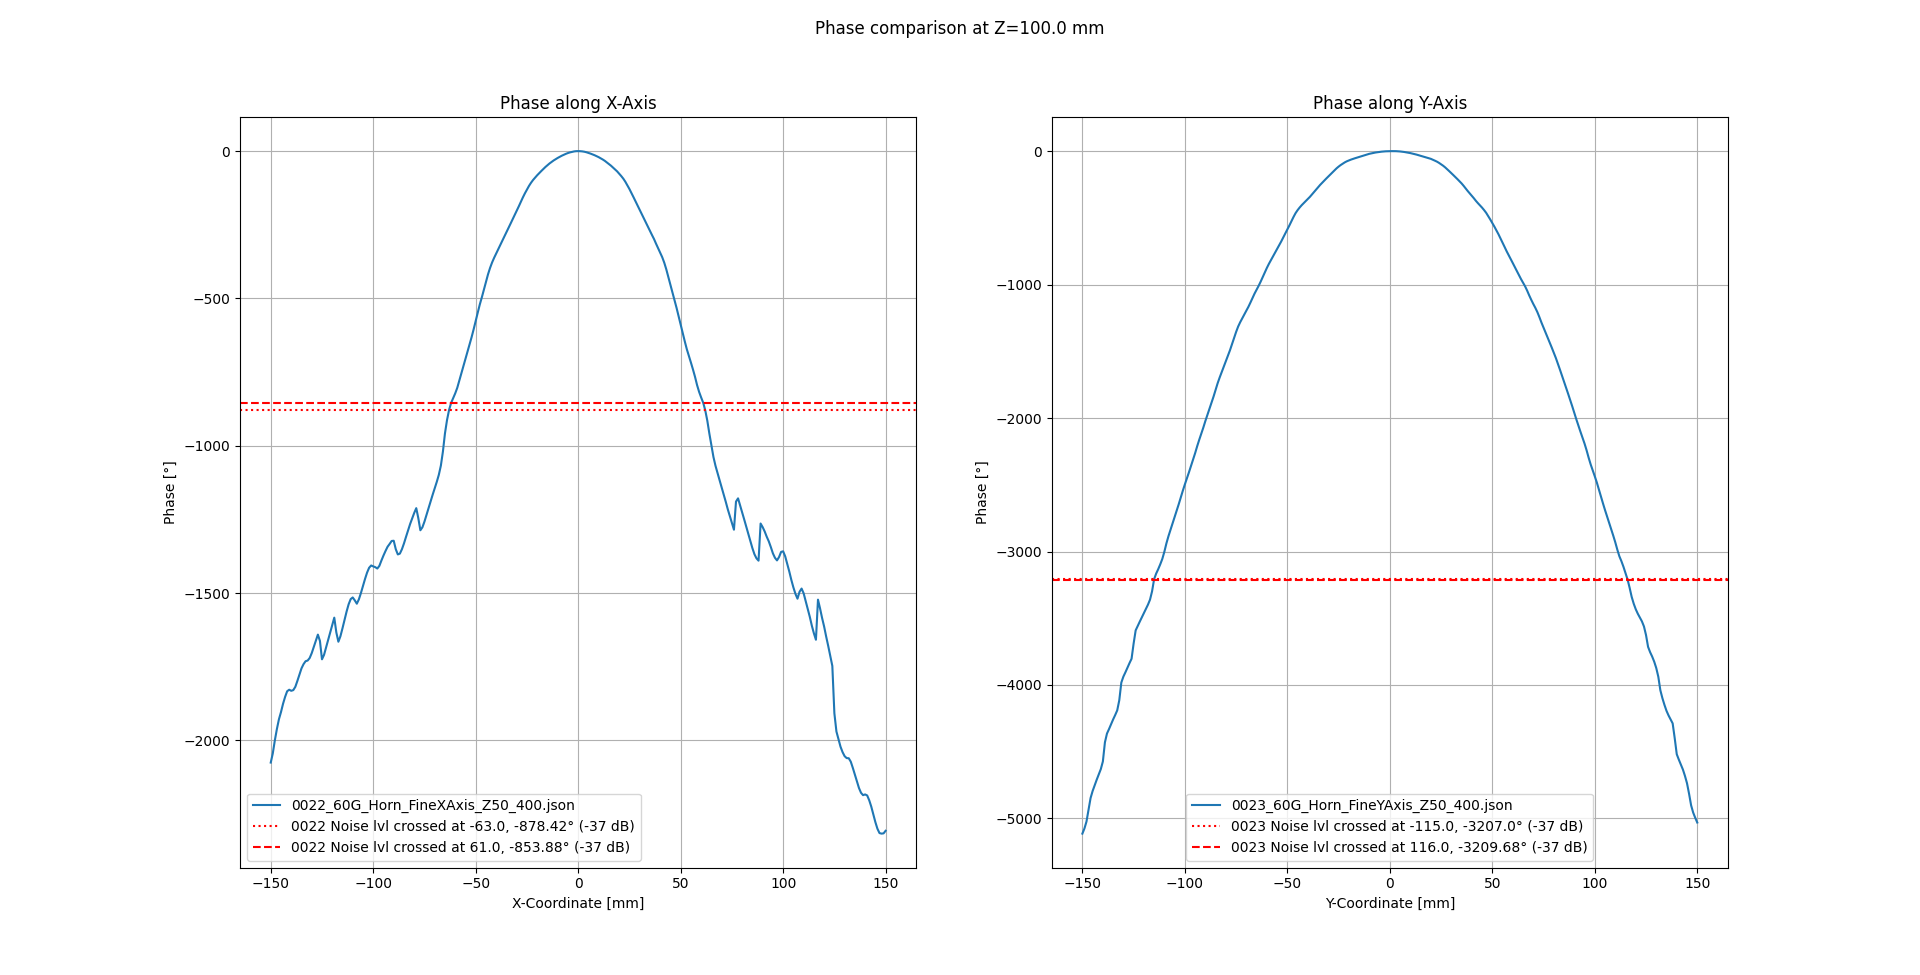 Phase comparison at Z=100.0 mm
Phase along X-Axis
Phase [°]
0
−500
−1000
−1500
−2000
−150
−100
−50
0
50
100
150
X-Coordinate [mm]
0022_60G_Horn_FineXAxis_Z50_400.json
0022 Noise lvl crossed at -63.0, -878.42° (-37 dB)
0022 Noise lvl crossed at 61.0, -853.88° (-37 dB)
Phase along Y-Axis
Phase [°]
0
−1000
−2000
−3000
−4000
−5000
−150
−100
−50
0
50
100
150
Y-Coordinate [mm]
0023_60G_Horn_FineYAxis_Z50_400.json
0023 Noise lvl crossed at -115.0, -3207.0° (-37 dB)
0023 Noise lvl crossed at 116.0, -3209.68° (-37 dB)